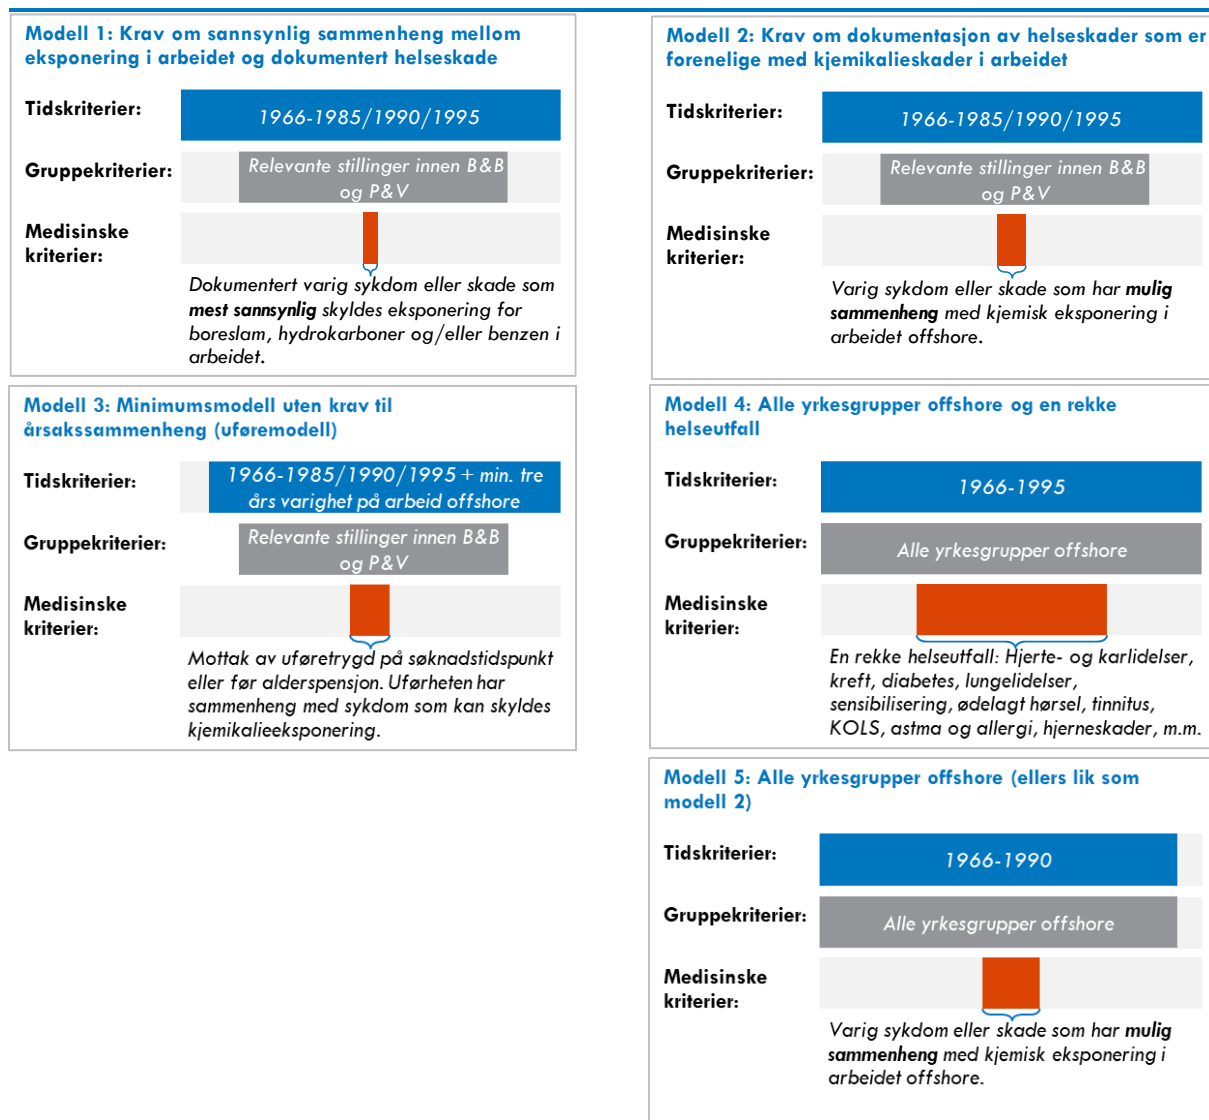 Modell 1: Krav om sannsynlig sammenheng mellom
eksponering i arbeidet og dokumentert helseskade
Tidskriterier:
1966-1985/1990/1995
Gruppekriterier:
Relevante stillinger innen B&B
og P&V
Medisinske
kriterier:
Dokumentert varig sykdom eller skade som
mest sannsynlig skyldes eksponering for
boreslam, hydrokarboner og/eller benzen i
arbeidet.
Modell 2: Krav om dokumentasjon av helseskader som er
forenelige med kjemikalieskader i arbeidet
Tidskriterier:
1966-1985/1990/1995
Gruppekriterier:
Relevante stillinger innen B&B
og P&V
Medisinske
kriterier:
Varig sykdom eller skade som har mulig
sammenheng med kjemisk eksponering i
arbeidet offshore.
Modell 3: Minimumsmodell uten krav til
årsakssammenheng (uføremodell)
Tidskriterier:
1966-1985/1990/1995 + min. tre
års varighet på arbeid offshore
Gruppekriterier:
Relevante stillinger innen B&B
og P&V
Medisinske
kriterier:
Mottak av uføretrygd på søknadstidspunkt
eller før alderspensjon. Uførheten har
sammenheng med sykdom som kan skyldes
kjemikalieeksponering.
Modell 4: Alle yrkesgrupper offshore og en rekke
helseutfall
Tidskriterier:
1966-1995
Gruppekriterier:
Alle yrkesgrupper offshore
Medisinske
kriterier:
En rekke helseutfall: Hjerte- og karlidelser,
kreft, diabetes, lungelidelser,
sensibilisering, ødelagt hørsel, tinnitus,
KOLS, astma og allergi, hjerneskader, m.m.
Modell 5: Alle yrkesgrupper offshore (ellers lik som
modell 2)
Tidskriterier:
1966-1990
Gruppekriterier:
Alle yrkesgrupper offshore
Medisinske
kriterier:
Varig sykdom eller skade som har mulig
sammenheng med kjemisk eksponering i
arbeidet offshore.